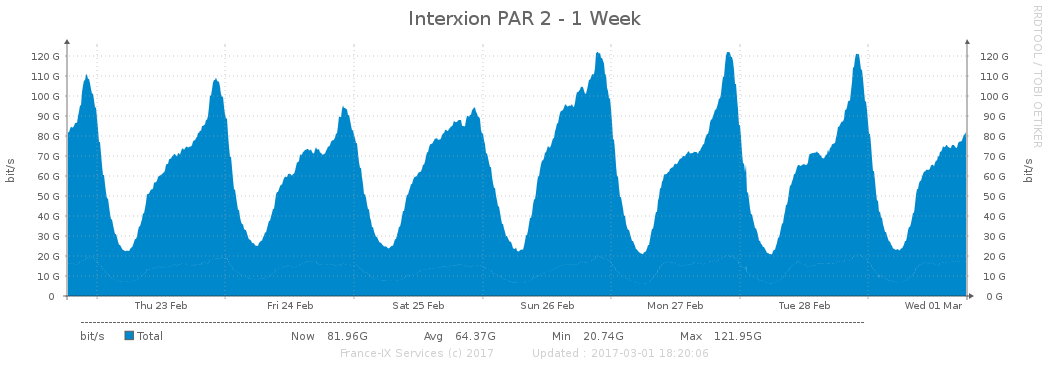 Interxion PAR 2 - 1 Week
RRDTOOL / TOBI OETIKER
bit/s
120 G
110 G
100 G
90 G
80 G
70 G
60 G
50 G
40 G
30 G
20 G
10 G
0
120 G
110 G
100 G
90 G
80 G
70 G
60 G
50 G
40 G
30 G
20 G
10 G
0 G
bit/s
Thu 23 Feb Fri 24 Feb Sat 25 Feb Sun 26 Feb Mon 27 Feb Tue 28 Feb Wed 01 Mar
bit/s Total Now 81.96G Avg 64.37G Min 20.74G Max 121.95G
France-IX Services (c) 2017 Updated : 2017-03-01 18:20:06